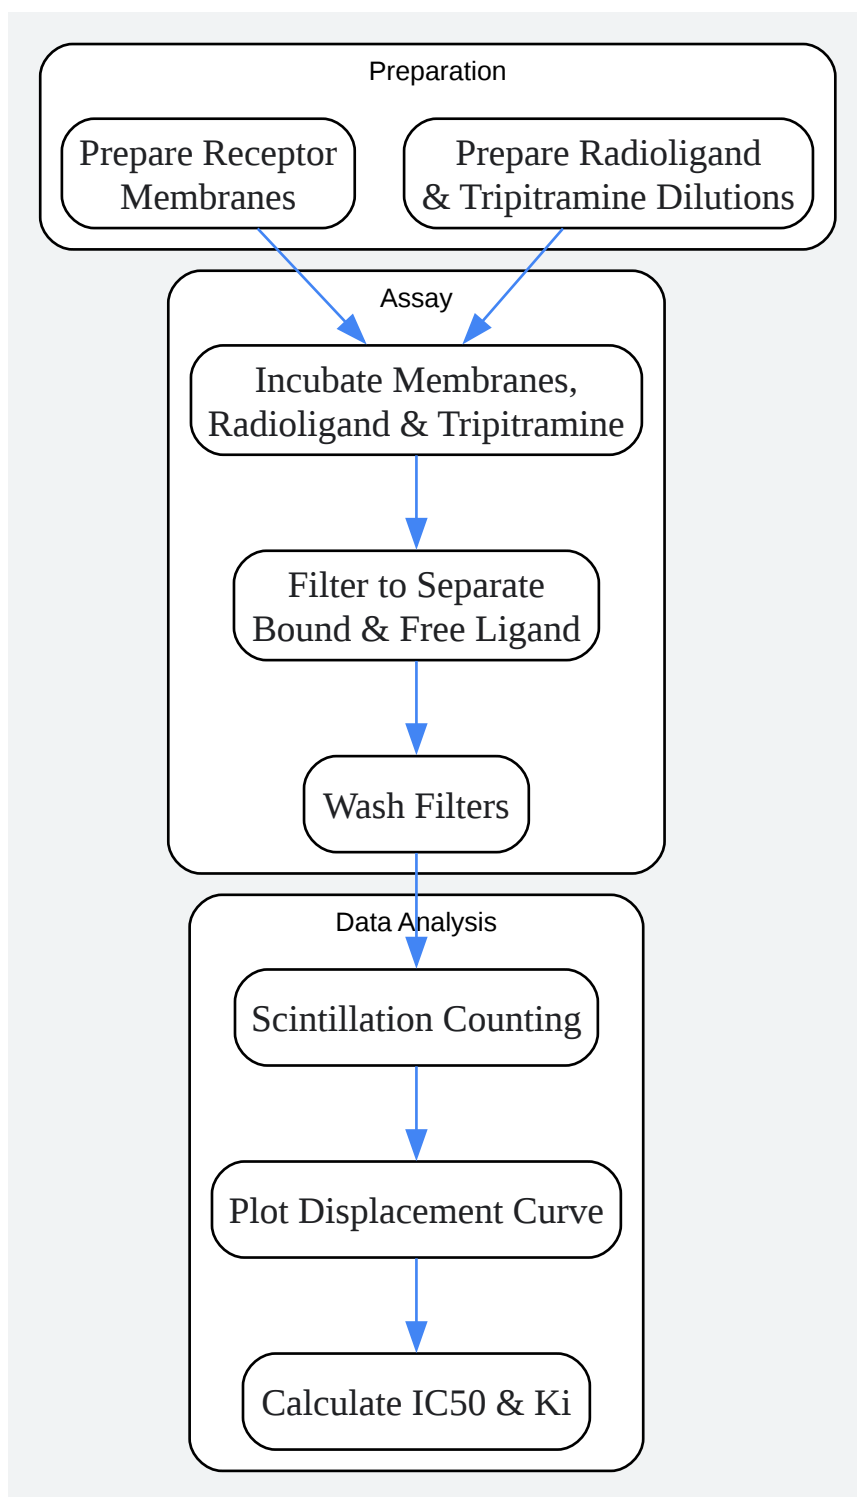 Preparation
Prepare Receptor
Membranes
Prepare Radioligand
& Tripitramine Dilutions
Assay
Incubate Membranes,
Radioligand & Tripitramine
Filter to Separate
Bound & Free Ligand
Wash Filters
Data Analysis
Scintillation Counting
Plot Displacement Curve
Calculate IC50 & Ki